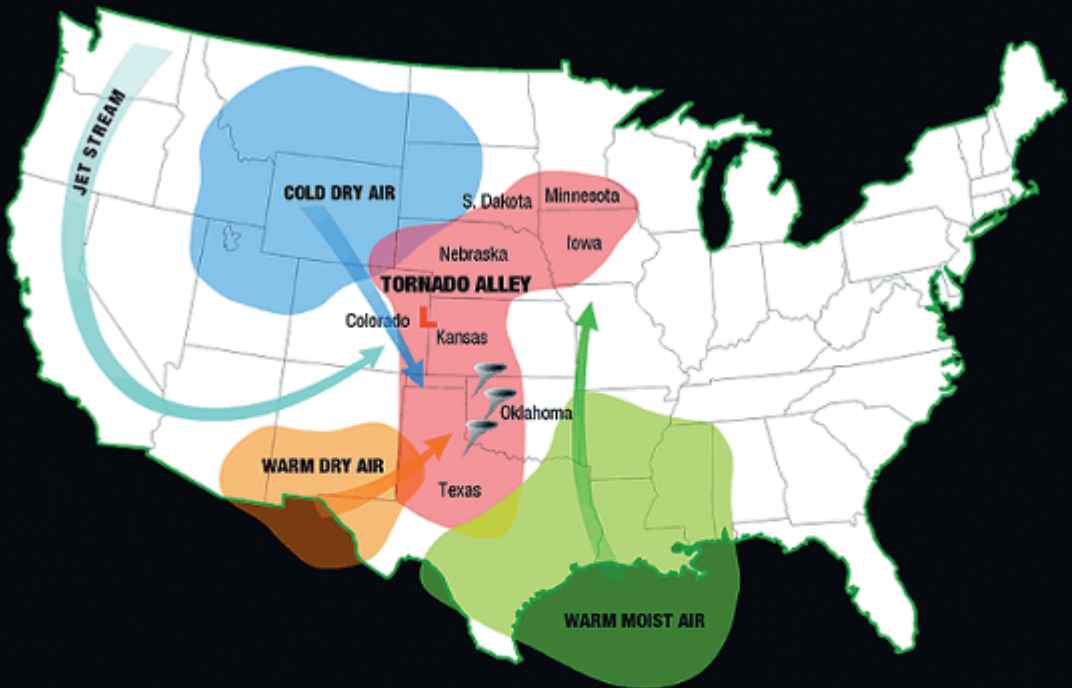 JET STREAM
COLD DRY AIR
S. Dakota
Minnesota
Nebraska
Iowa
TORNADO ALLEY
Colorado
L
Kansas
Oklahoma
WARM DRY AIR
Texas
WARM MOIST AIR